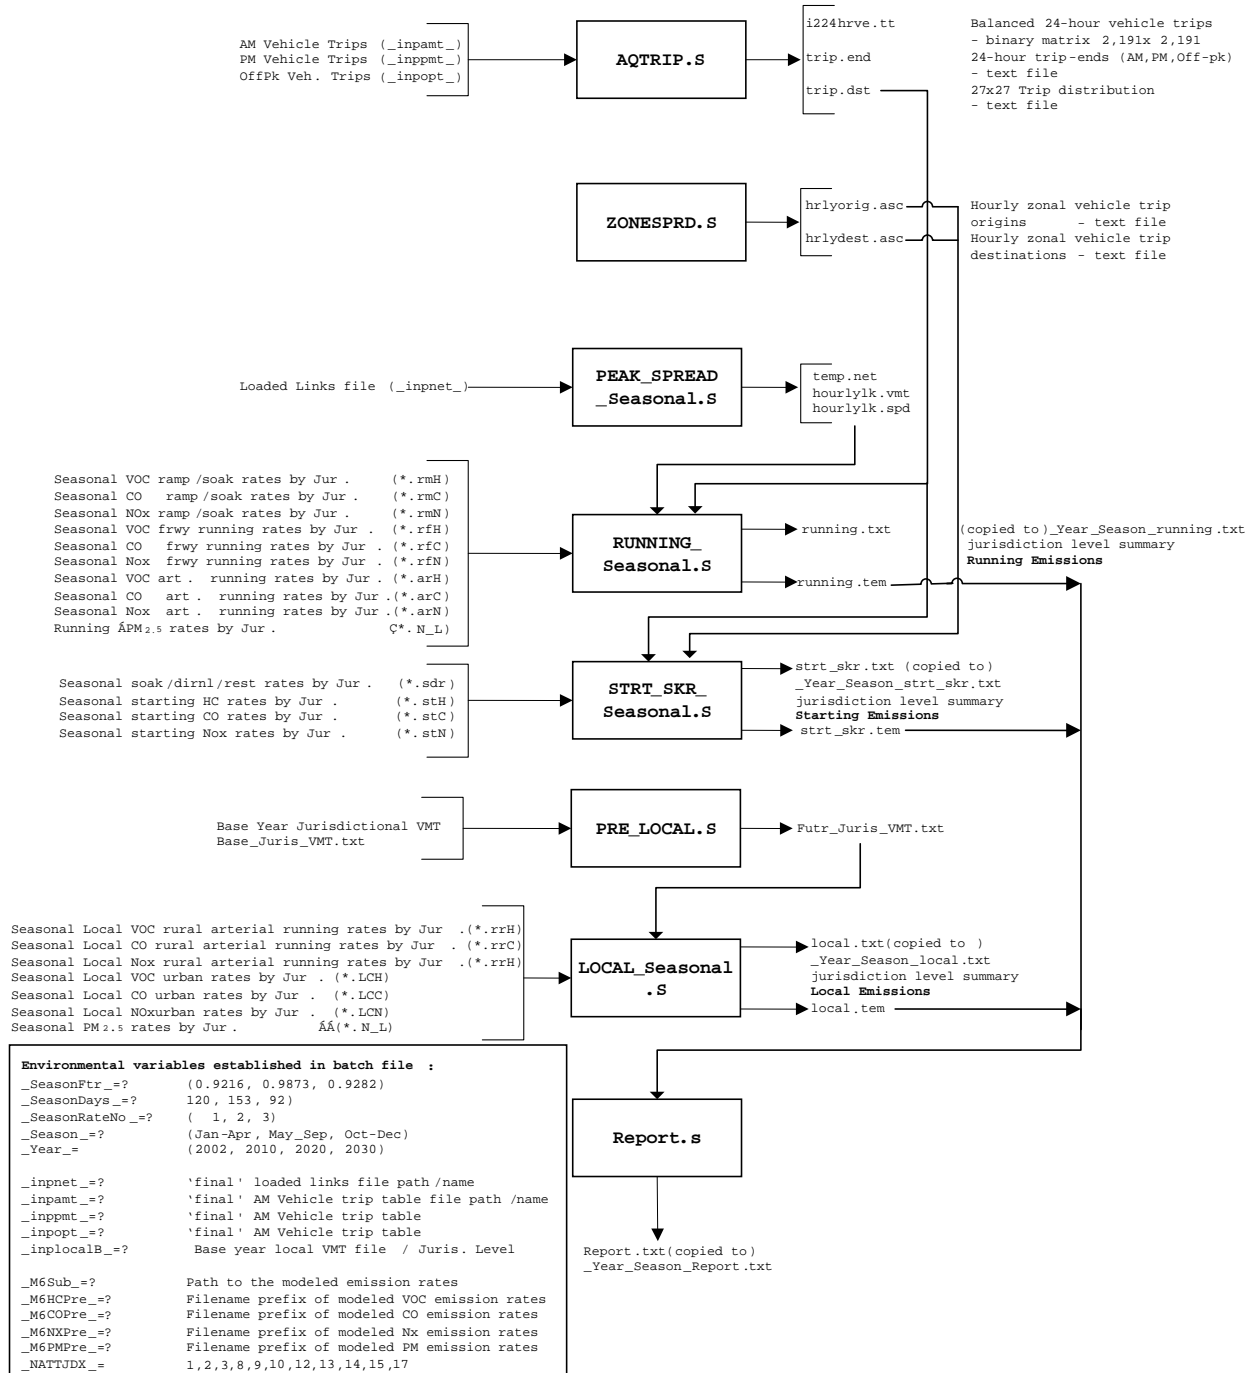 AM Vehicle Trips (_inpamt_)
PM Vehicle Trips (_inppmt_)
OffPk Veh. Trips (_inpopt_)
AQTRIP.S
i224hrve.tt
trip.end
trip.dst
Balanced 24-hour vehicle trips
- binary matrix 2,191x 2,191
24-hour trip-ends (AM,PM,Off-pk)
- text file
27x27 Trip distribution
- text file
ZONESPRD.S
hrlyorig.asc
hrlydest.asc
Hourly zonal vehicle trip
origins - text file
Hourly zonal vehicle trip
destinations - text file
Loaded Links file (_inpnet_)
PEAK_SPREAD
_Seasonal.S
temp.net
hourlylk.vmt
hourlylk.spd
Seasonal VOC ramp /soak rates by Jur . (*.rmH)
Seasonal CO ramp /soak rates by Jur . (*.rmC)
Seasonal NOx ramp /soak rates by Jur . (*.rmN)
Seasonal VOC frwy running rates by Jur . (*.rfH)
Seasonal CO frwy running rates by Jur . (*.rfC)
Seasonal Nox frwy running rates by Jur . (*.rfN)
Seasonal VOC art . running rates by Jur . (*.arH)
Seasonal CO art . running rates by Jur .(*.arC)
Seasonal Nox art . running rates by Jur .(*.arN)
Running ÁPM2.5 rates by Jur . Ç*. N_L)
RUNNING_
Seasonal.S
running.txt
running.tem
(copied to)_Year_Season_running.txt
jurisdiction level summary
Running Emissions
Seasonal soak/dirnl/rest rates by Jur . (*.sdr)
Seasonal starting HC rates by Jur . (*.stH)
Seasonal starting CO rates by Jur . (*.stC)
Seasonal starting Nox rates by Jur . (*.stN)
STRT_SKR_
Seasonal.S
strt_skr.txt (copied to)
_Year_Season_strt_skr.txt
jurisdiction level summary
Starting Emissions
strt_skr.tem
Base Year Jurisdictional VMT
Base_Juris_VMT.txt
PRE_LOCAL.S
Futr_Juris_VMT.txt
Seasonal Local VOC rural arterial running rates by Jur .(*.rrH)
Seasonal Local CO rural arterial running rates by Jur .(*.rrC)
Seasonal Local Nox rural arterial running rates by Jur .(*.rrH)
Seasonal Local VOC urban rates by Jur . (*.LCH)
Seasonal Local CO urban rates by Jur . (*.LCC)
Seasonal Local NOxurban rates by Jur . (*.LCN)
Seasonal PM 2.5 rates by Jur . ÁÁ(*. N_L)
LOCAL_Seasonal
.S
local.txt(copied to )
_Year_Season_local.txt
jurisdiction level summary
Local Emissions
local.tem
Environmental variables established in batch file :
_SeasonFtr_=? (0.9216, 0.9873, 0.9282)
_SeasonDays_=? 120, 153, 92)
_SeasonRateNo_=? ( 1, 2, 3)
_Season_=? (Jan-Apr, May_Sep, Oct-Dec)
_Year_= (2002, 2010, 2020, 2030)
_inpnet_=? 'final' loaded links file path /name
_inpamt_=? 'final' AM Vehicle trip table file path /name
_inppmt_=? 'final' AM Vehicle trip table
_inpopt_=? 'final' AM Vehicle trip table
_inplocalB_=? Base year local VMT file / Juris. Level
_M6Sub_=? Path to the modeled emission rates
_M6HCPre_=? Filename prefix of modeled VOC emission rates
_M6COPre_=? Filename prefix of modeled CO emission rates
_M6NXPre_=? Filename prefix of modeled Nx emission rates
_M6PMPre_=? Filename prefix of modeled PM emission rates
_NATTJDX_= 1,2,3,8,9,10,12,13,14,15,17
Report.s
Report.txt(copied to)
_Year_Season_Report.txt